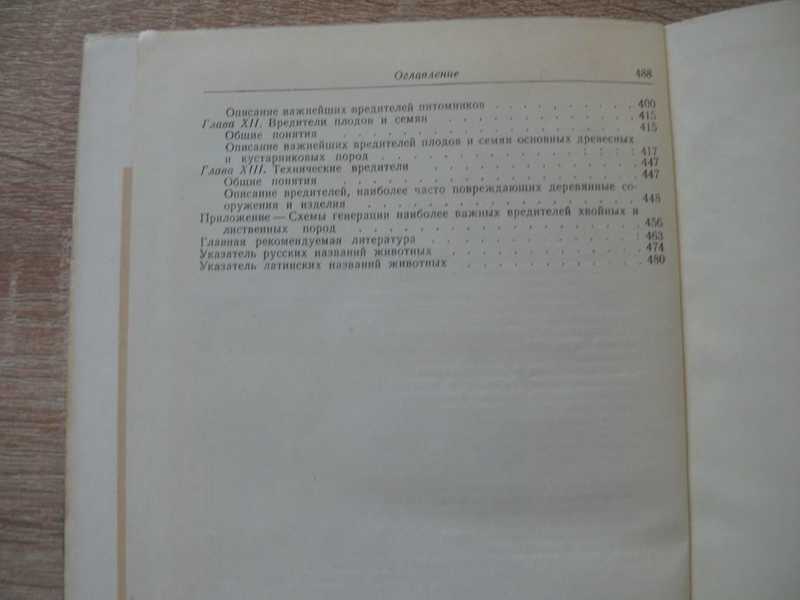 Оглавление 488
Описание важнейших вредителей питомников . . . . . . . . . . 400
Глава XII. Вредители плодов и семян . . . . . . . . . . . . 415
Общие понятия . . . . . . . . . . . . . . . . 415
Описание важнейших вредителей плодов и семян основных древесных
и кустарниковых пород . . . . . . . . . . . . . . 417
Глава XIII. Технические вредители . . . . . . . . . . . . 447
Общие понятия . . . . . . . . . . . . . . . . 447
Описание вредителей, наиболее часто повреждающих деревянные со-
оружения и изделия . . . . . . . . . . . . . . . 448
Приложение — Схемы генерации наиболее важных вредителей хвойных и
лиственных пород . . . . . . . . . . . . . . . 456
Главная рекомендуемая литература . . . . . . . . . . . . 463
Указатель русских названий животных . . . . . . . . . . . 474
Указатель латинских названий животных . . . . . . . . . . 480